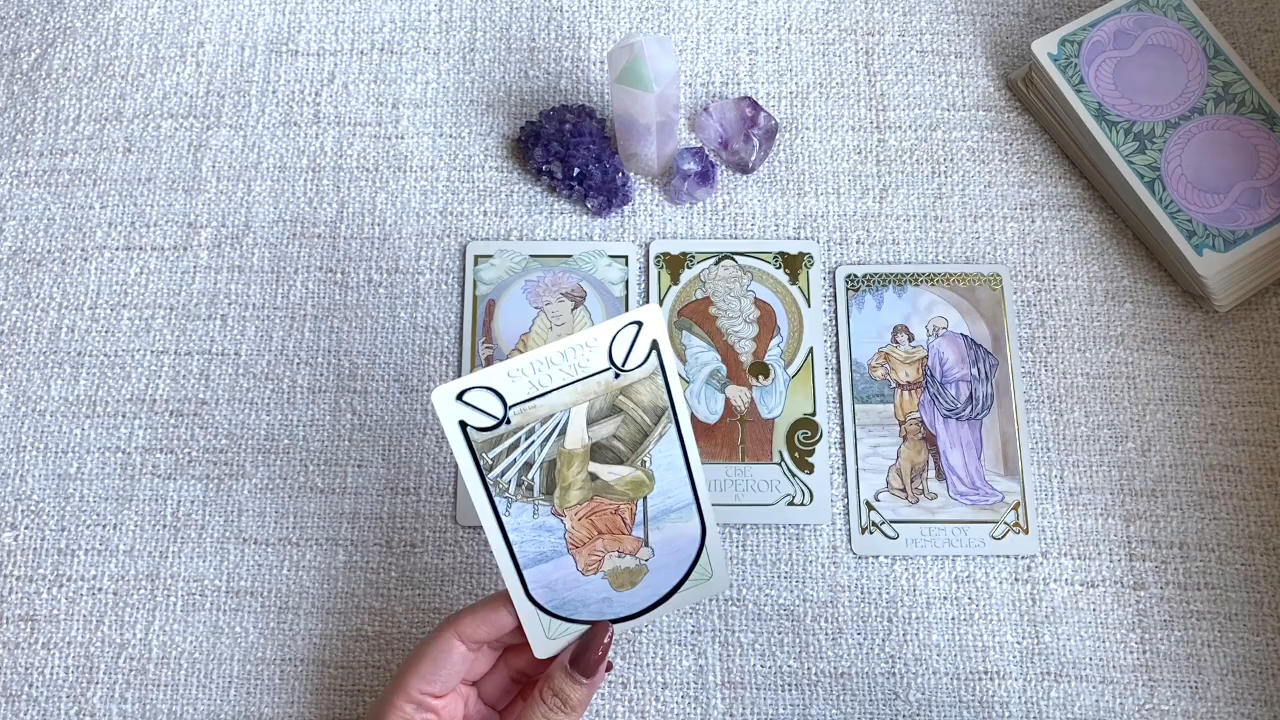 SIX OF
SWORDS
THE
MPEROR
IV
TEN OF
PENTACLES